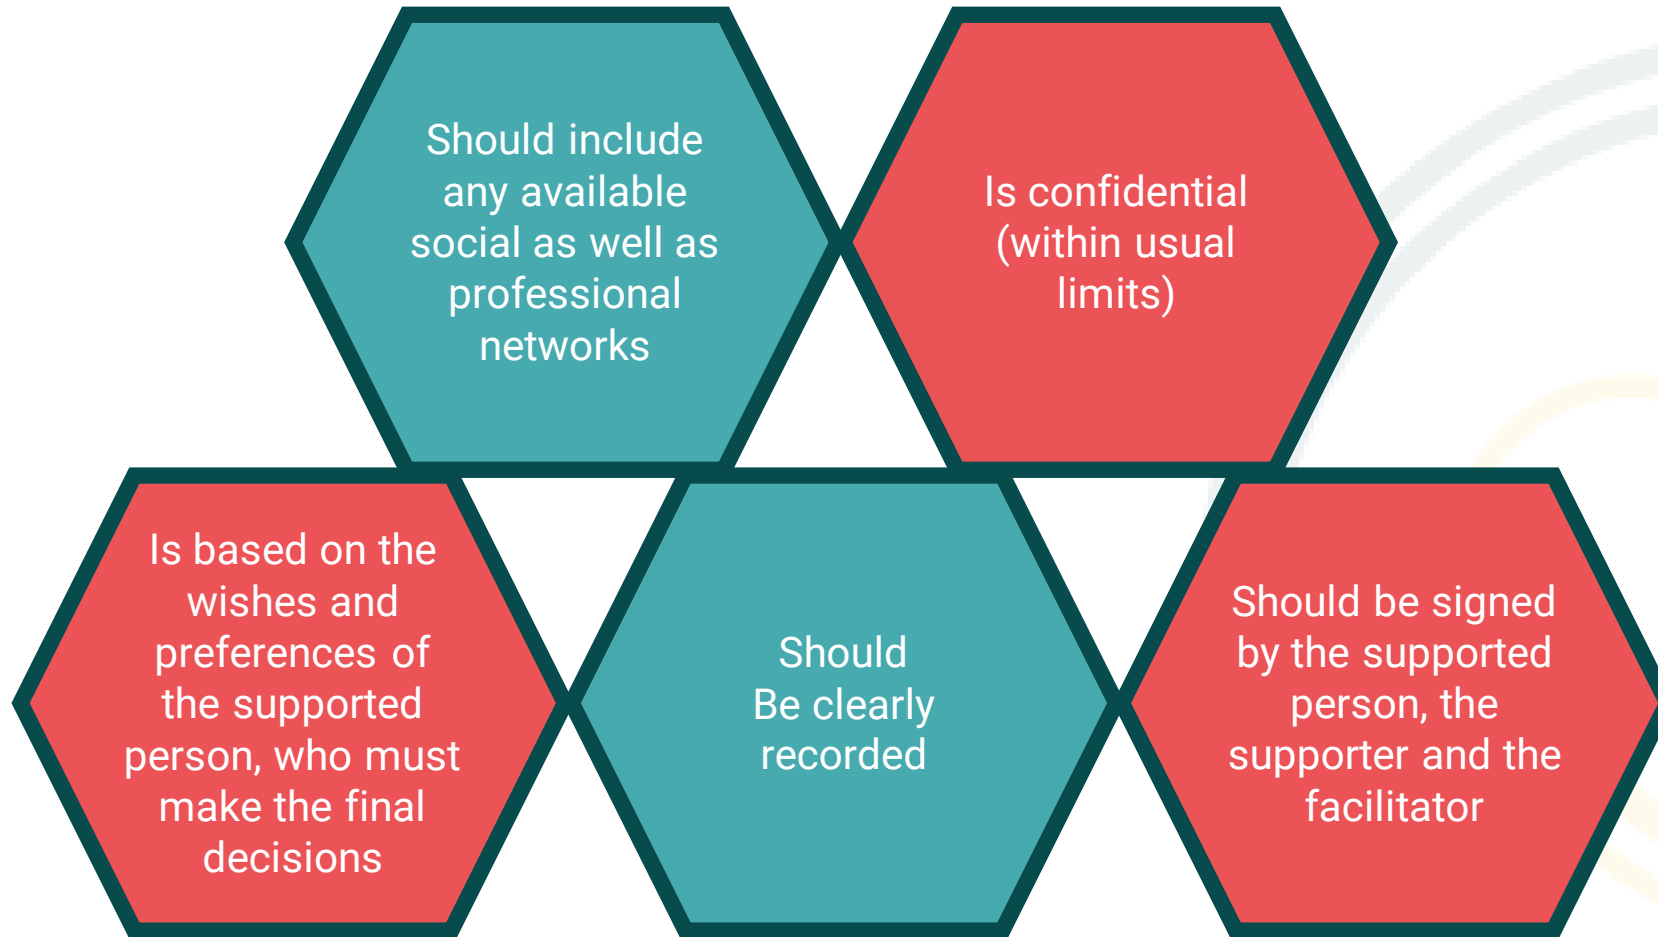 Should include
any available
social as well as
professional
networks
Is confidential
(within usual
limits)
Is based on the
wishes and
preferences of
the supported
person, who must
make the final
decisions
Should
Be clearly
recorded
Should be signed
by the supported
person, the
supporter and the
facilitator